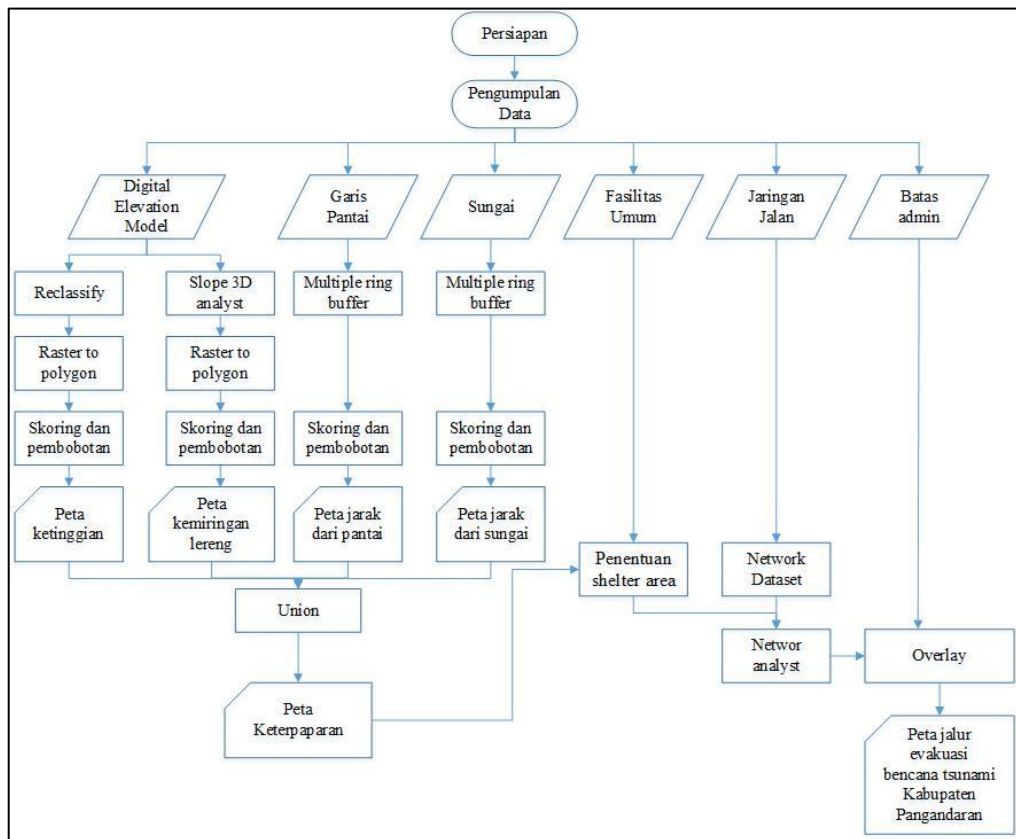 Persiapan
Pengumpulan
Data
Digital
Elevation
Model
Garis
Pantai
Sungai
Fasilitas
Umum
Jaringan
Jalan
Batas
admin
Reclassify
Slope 3D
analyst
Multiple ring
buffer
Multiple ring
buffer
Raster to
polygon
Raster to
polygon
Skoring dan
pembobotan
Skoring dan
pembobotan
Skoring dan
pembobotan
Skoring dan
pembobotan
Peta
ketinggian
Peta
kemiringan
lereng
Peta jarak
dari pantai
Peta jarak
dari sungai
Penentuan
shelter area
Network
Dataset
Union
Networ
analyst
Overlay
Peta
Keterpaparan
Peta jalur
evakuasi
bencana tsunami
Kabupaten
Pangandaran